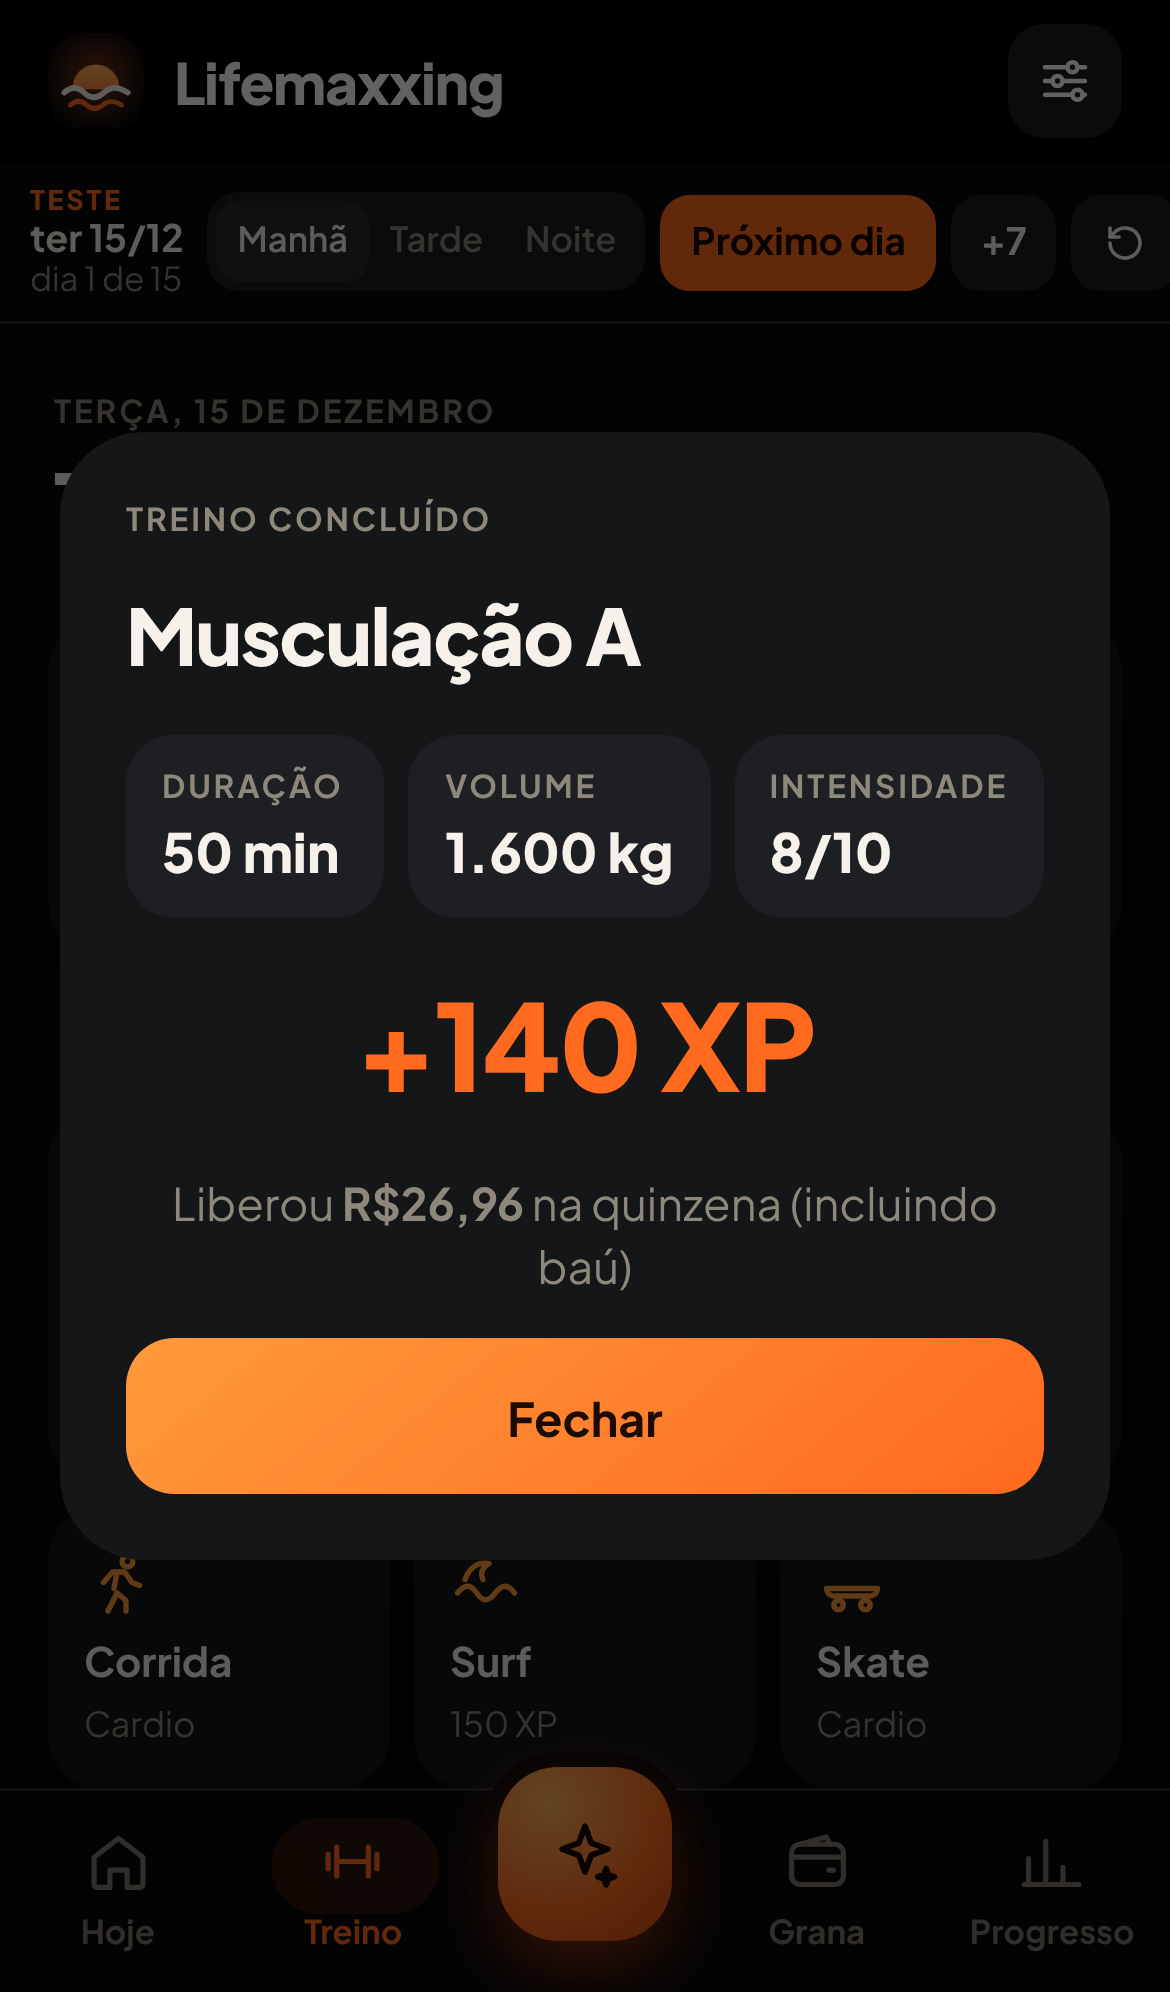 Lifemaxxing
TESTE
ter 15/12
dia 1 de 15
Manhã Tarde Noite
Próximo dia
+7
TERÇA, 15 DE DEZEMBRO
TREINO CONCLUÍDO
Musculação A
DURAÇÃO
50 min
VOLUME
1.600 kg
INTENSIDADE
8/10
+140 XP
Liberou R$26,96 na quinzena (incluindo
baú)
Fechar
Corrida
Cardio
Surf
150 XP
Skate
Cardio
Hoje
Treino
Grana
Progresso